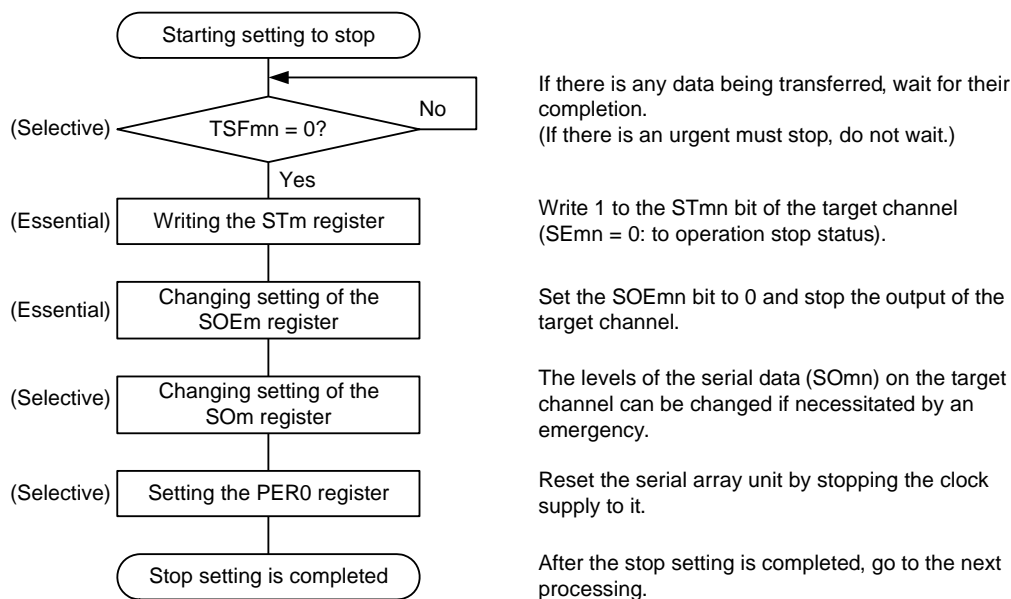 Starting setting to stop
If there is any data being transferred, wait for their
completion.
(If there is an urgent must stop, do not wait.)
(Selective)
TSFmn = 0?
No
Yes
(Essential)
Writing the STm register
Write 1 to the STmn bit of the target channel
(SEmn = 0: to operation stop status).
(Essential)
Changing setting of the
SOEm register
Set the SOEmn bit to 0 and stop the output of the
target channel.
(Selective)
Changing setting of the
SOm register
The levels of the serial data (SOmn) on the target
channel can be changed if necessitated by an
emergency.
(Selective)
Setting the PER0 register
Reset the serial array unit by stopping the clock
supply to it.
Stop setting is completed
After the stop setting is completed, go to the next
processing.